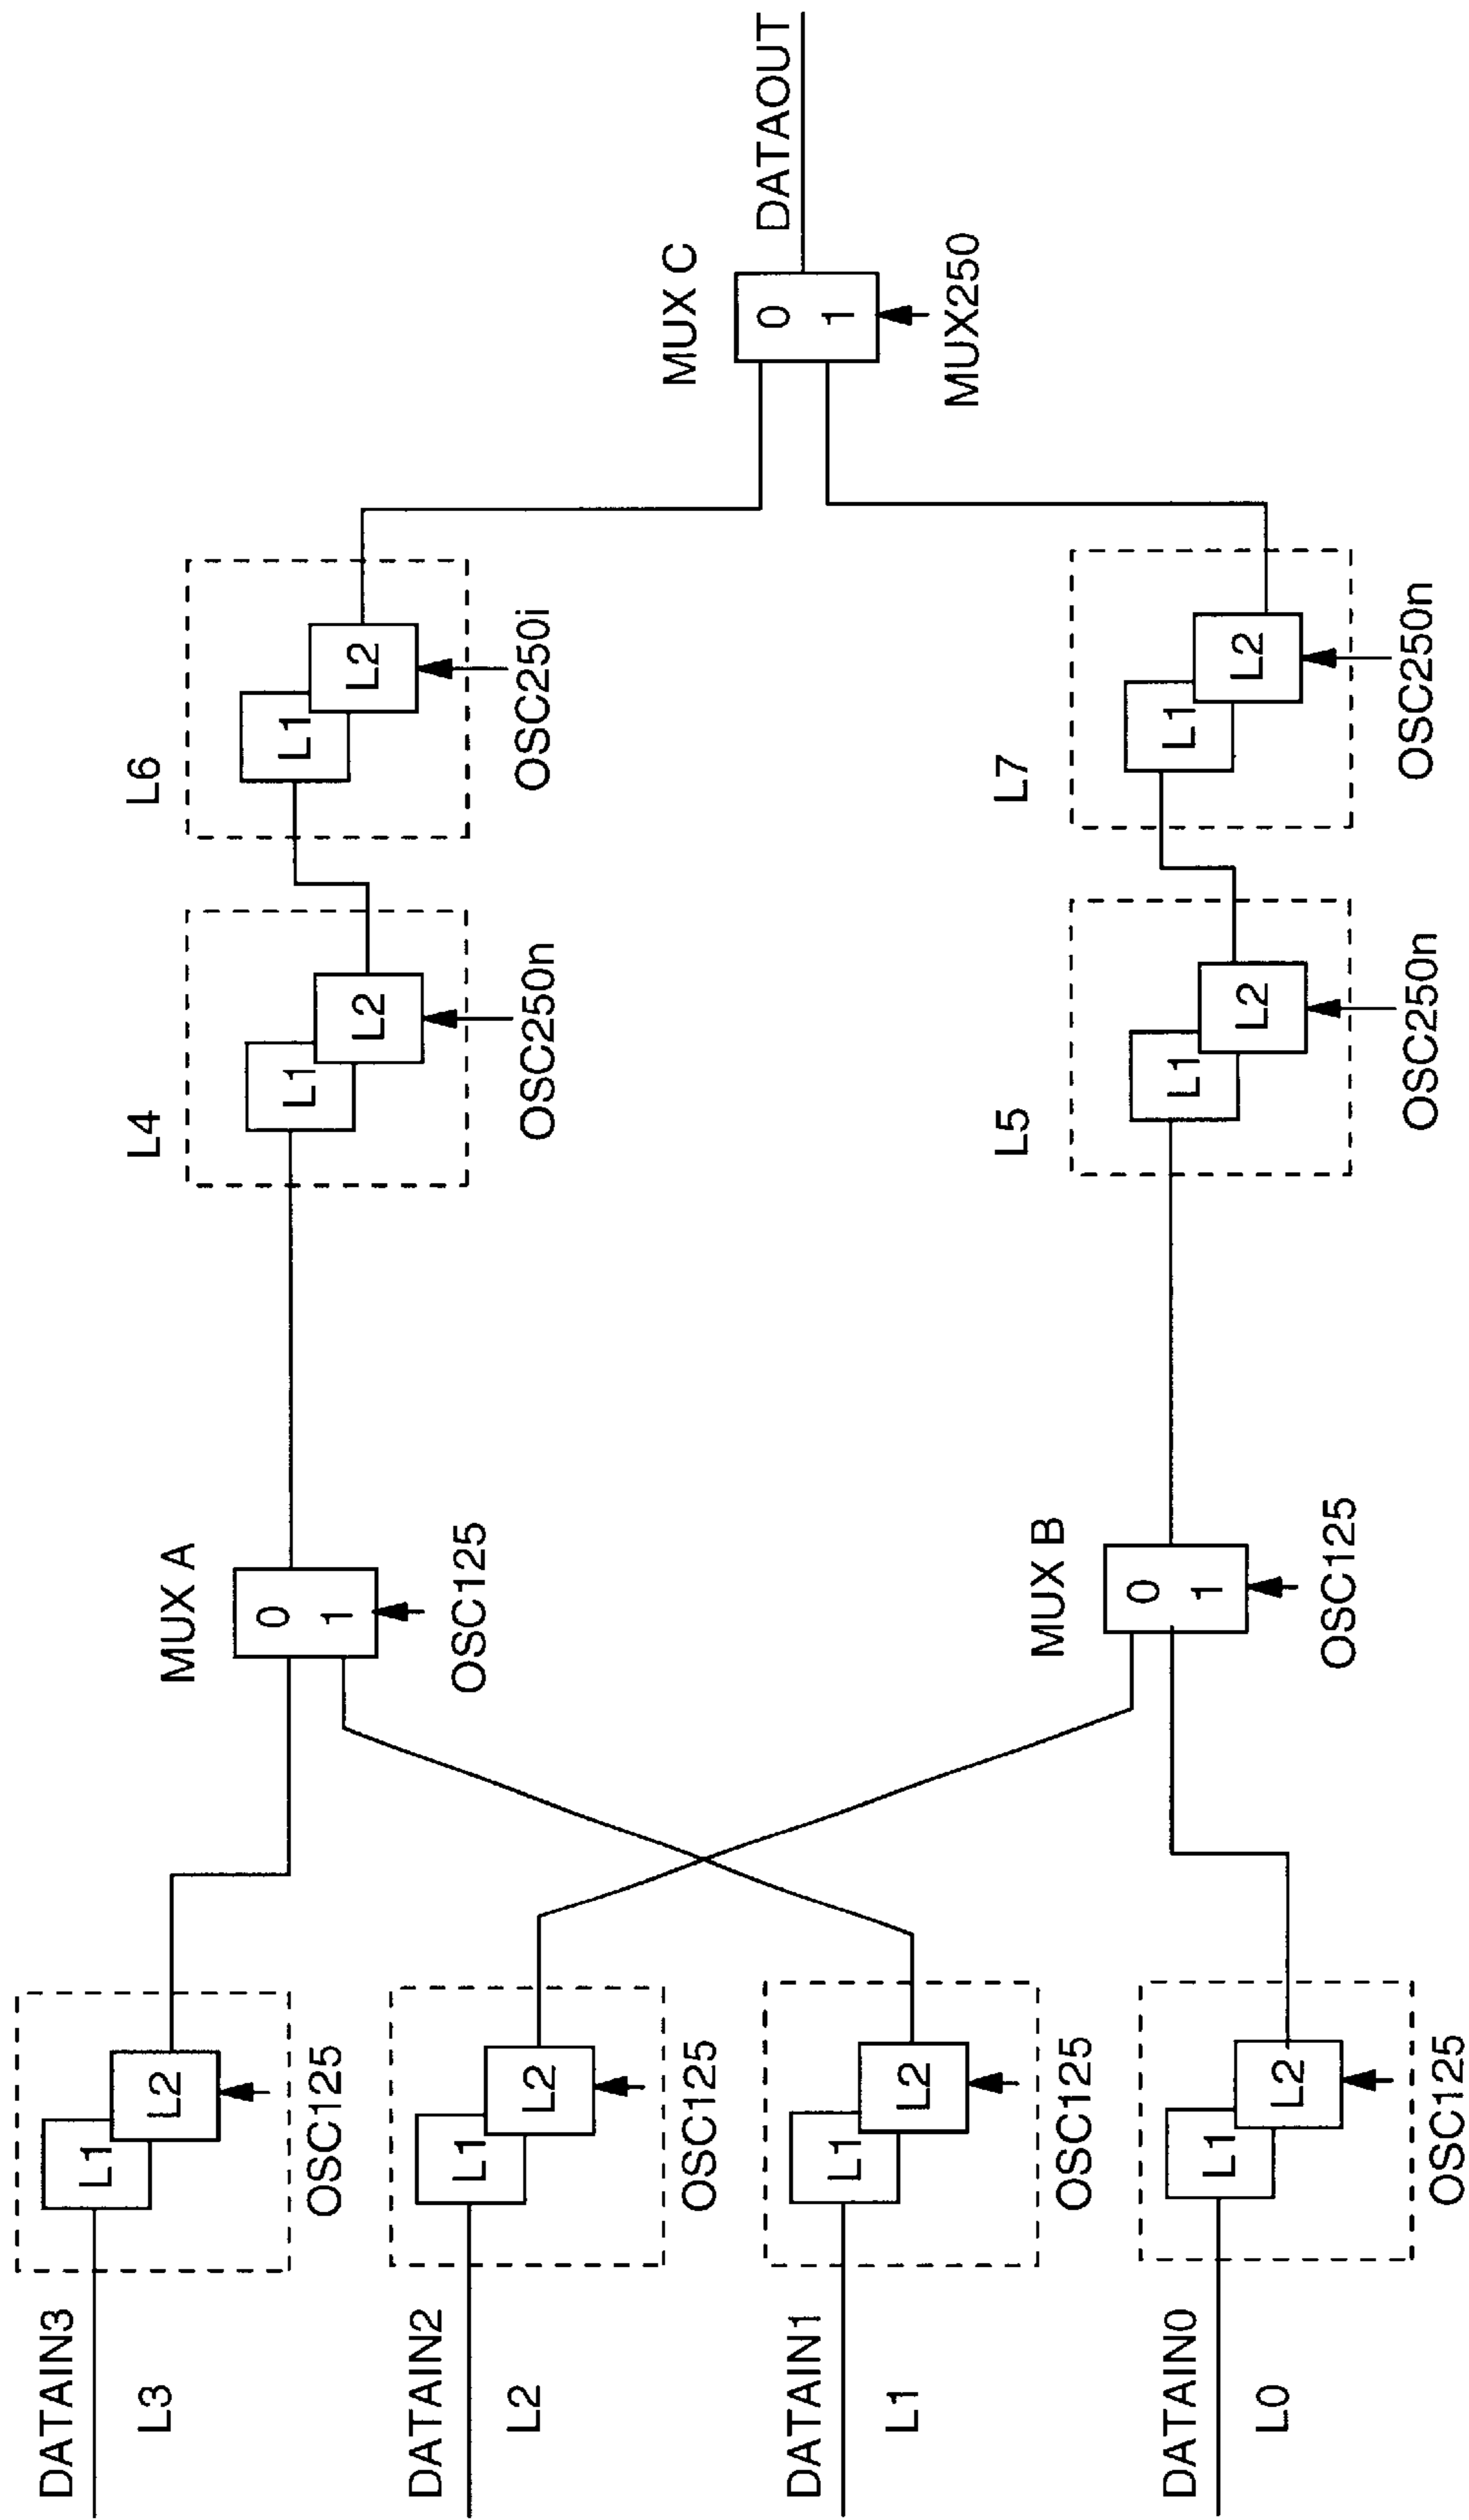 DATAIN3
L3
L1
L2
OSC125
DATAIN2
L2
L1
L2
OSC125
DATAIN1
L1
L1
L2
OSC125
DATAIN0
L0
L1
L2
OSC125
MUX A
0
1
OSC125
MUX B
0
1
OSC125
L4
L1
L2
OSC250n
L5
L1
L2
OSC250n
L6
L1
L2
OSC250i
L7
L1
L2
OSC250n
MUX C
0
1
MUX250
DATAOUT